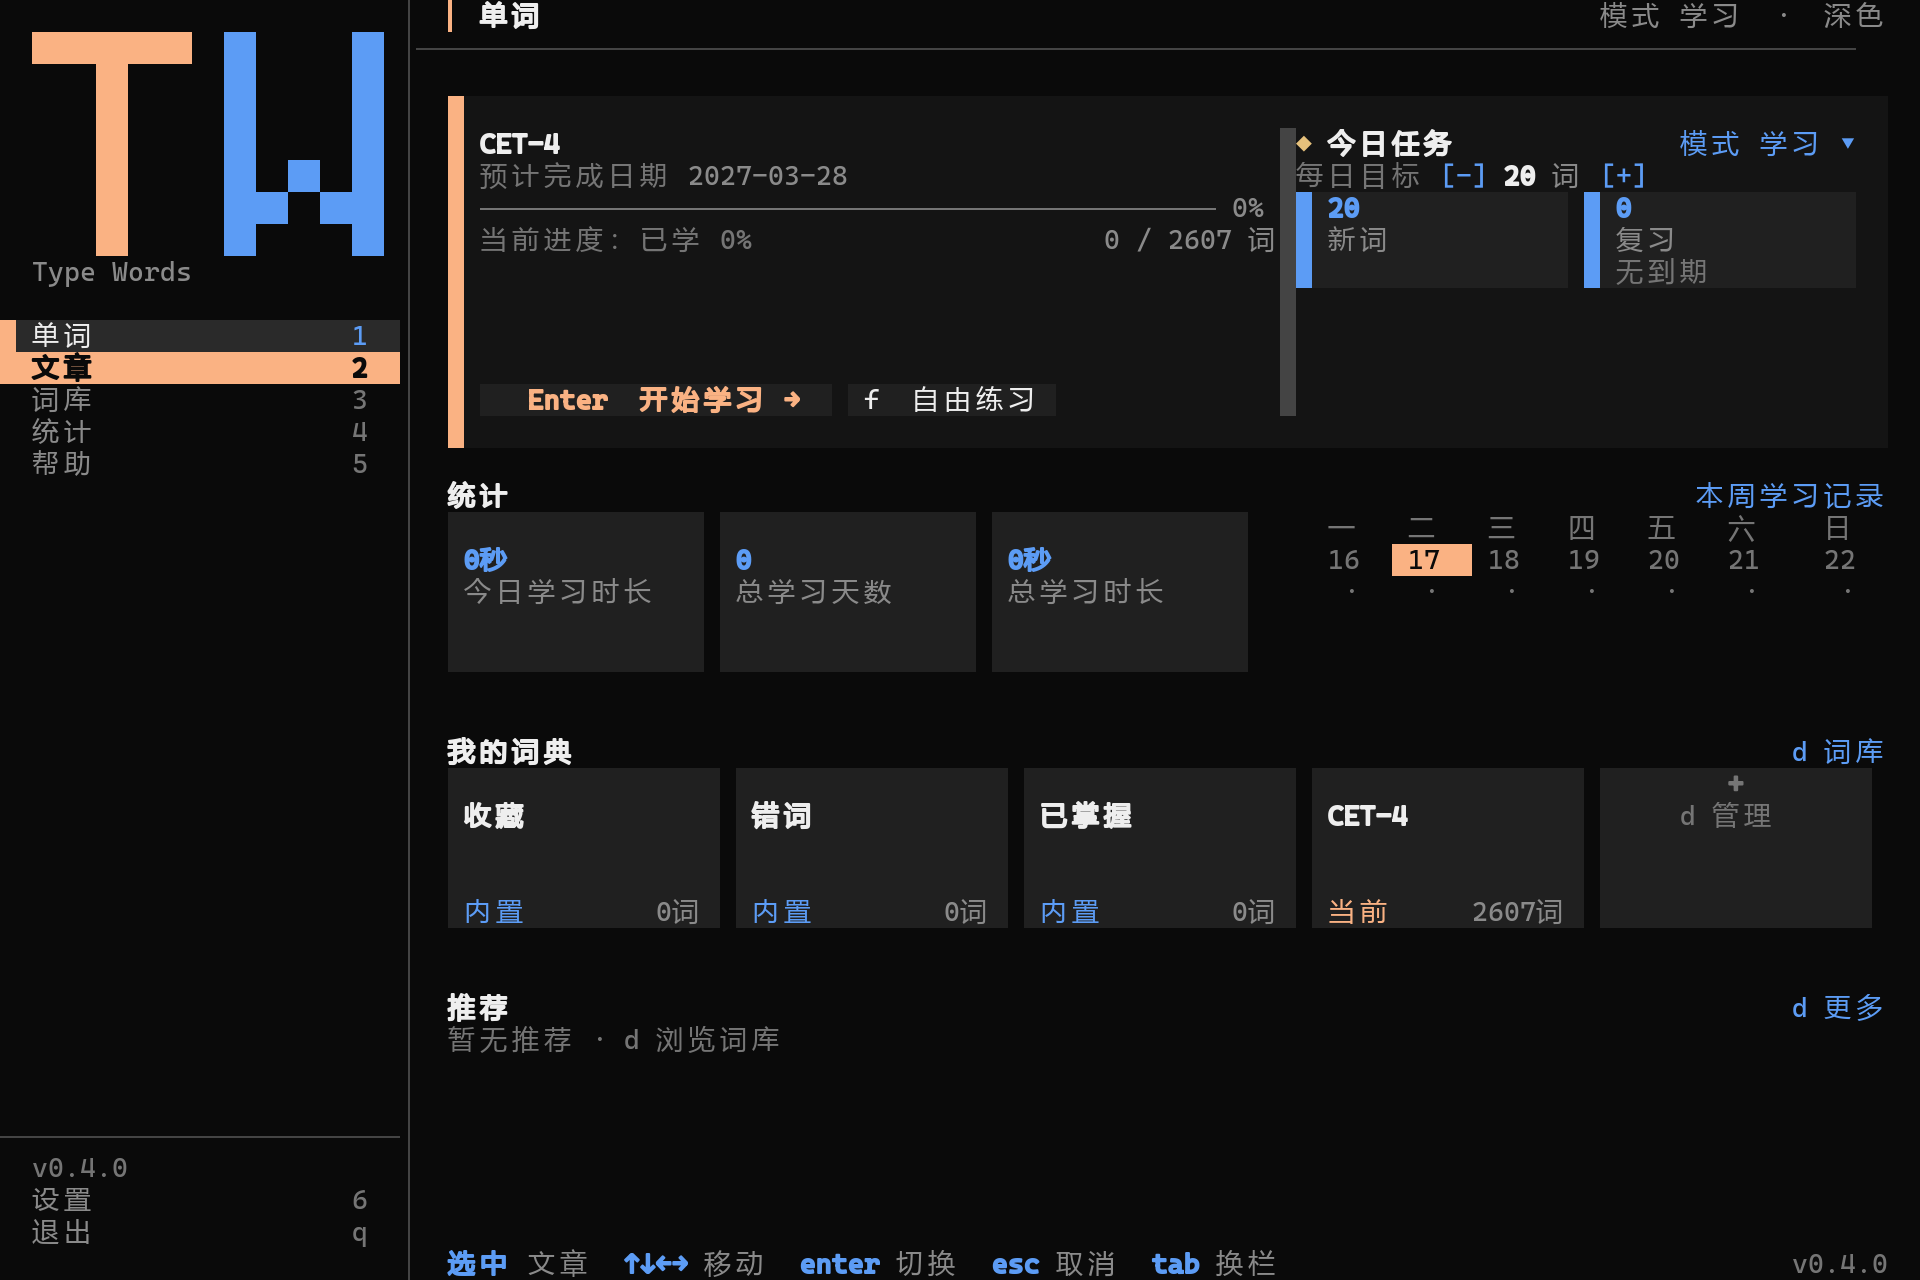 TW
Type Words
单词 1
文章 2
词库 3
统计 4
帮助 5
v0.4.0
设置 6
退出 q
单词 模式 学习 · 深色
CET-4
预计完成日期 2027-03-28
0%
当前进度: 已学 0% 0 / 2607 词
Enter 开始学习 → f 自由练习
◆ 今日任务 模式 学习 ▼
每日目标 [-] 20 词 [+]
20
新词
0
复习
无到期
统计 本周学习记录
0秒
今日学习时长
0
总学习天数
0秒
总学习时长
一 二 三 四 五 六 日
16 17 18 19 20 21 22
· · · · · · ·
我的词典 d 词库
收藏
内置 0词
错词
内置 0词
已掌握
内置 0词
CET-4
当前 2607词
+
d 管理
推荐 d 更多
暂无推荐 · d 浏览词库
选中 文章 ↑↓←→ 移动 enter 切换 esc 取消 tab 换栏 v0.4.0